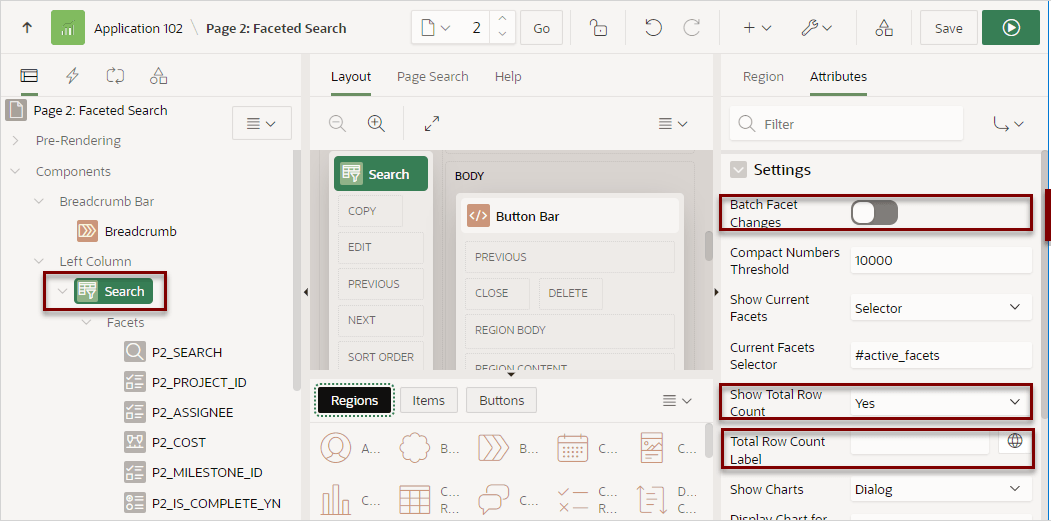 Application 102 \ Page 2: Faceted Search
2
Go
Save
Page 2: Faceted Search
Pre-Rendering
Components
Breadcrumb Bar
Breadcrumb
Left Column
Search
Facets
P2_SEARCH
P2_PROJECT_ID
P2_ASSIGNEE
P2_COST
P2_MILESTONE_ID
P2_IS_COMPLETE_YN
Layout
Page Search
Help
Search
COPY
EDIT
PREVIOUS
NEXT
SORT ORDER
BODY
Button Bar
PREVIOUS
CLOSE
DELETE
REGION BODY
REGION CONTENT
Regions
Items
Buttons
A...
B...
B...
C...
C...
C...
C...
R...
C...
C...
R...
D...
C...
Region
Attributes
Filter
Settings
Batch Facet
Changes
Compact Numbers
Threshold
10000
Show Current
Facets
Selector
Current Facets
Selector
#active_facets
Show Total Row
Count
Yes
Total Row Count
Label
Show Charts
Dialog
Display Chart for